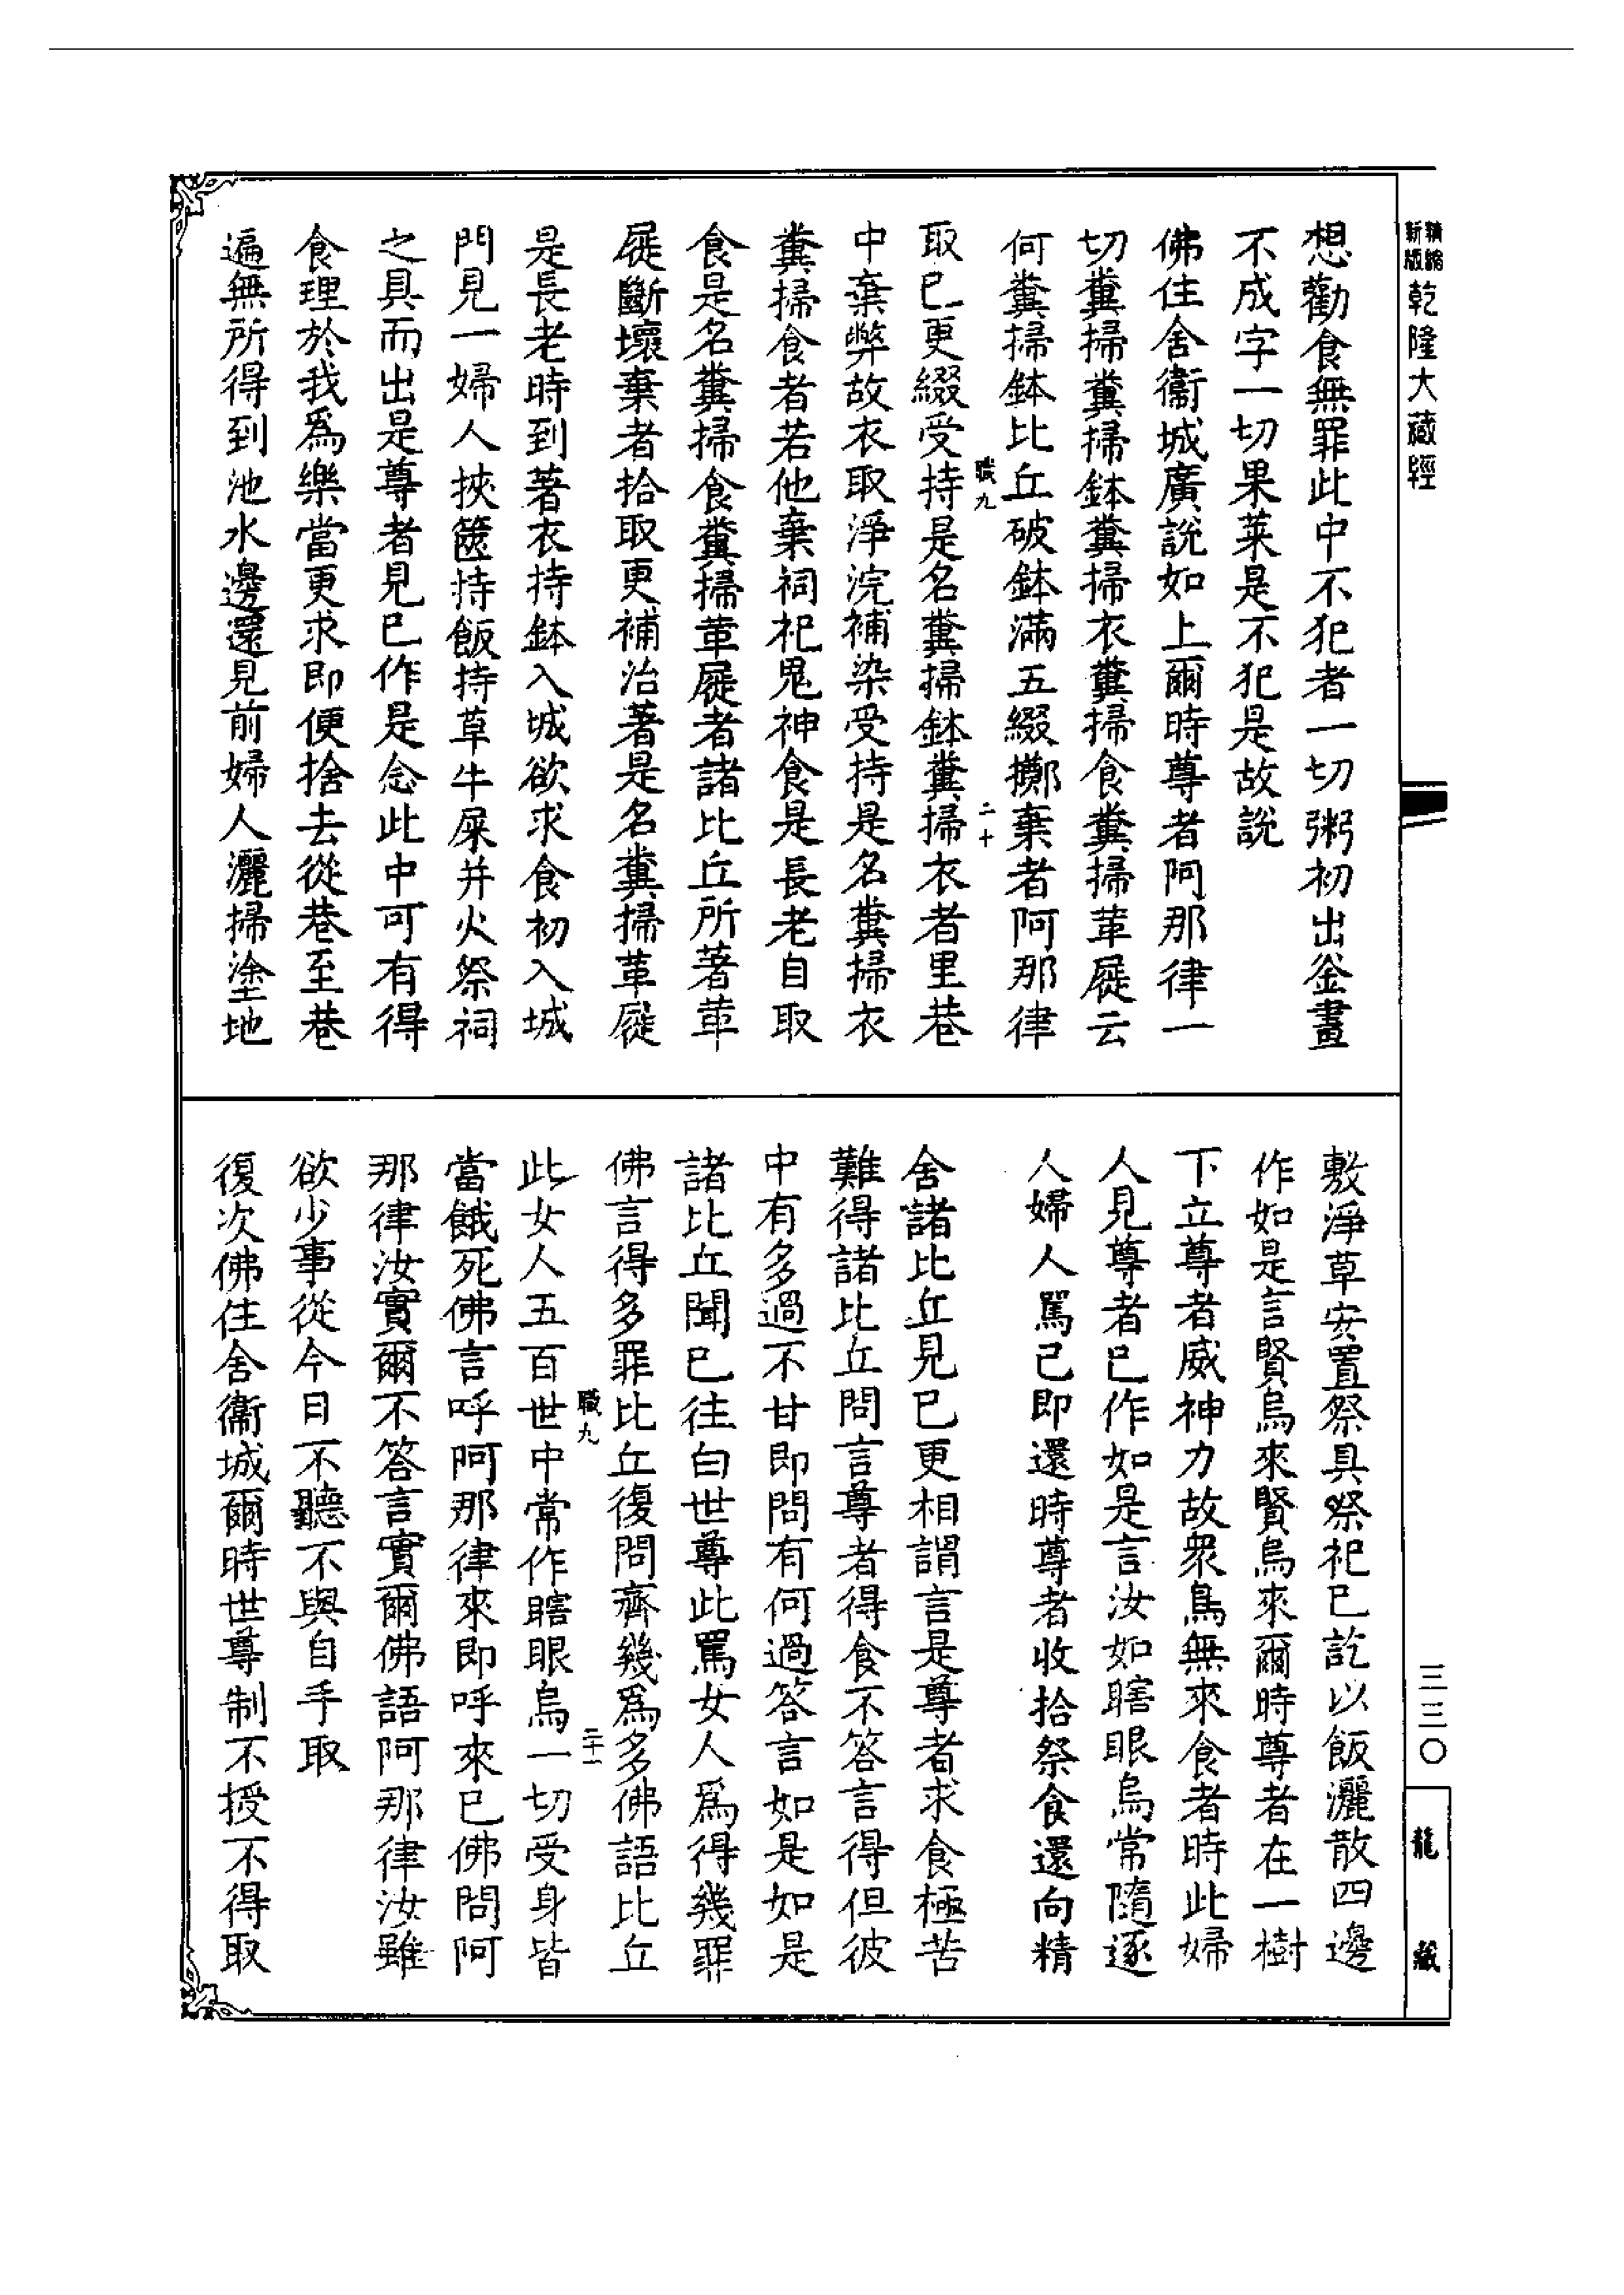 精縮新版乾隆大藏經
想勸食無罪此中不犯者一切粥初出釡畫
不成字一切果菜是不犯是故說
佛住舍衞城廣說如上爾時尊者阿那律一
切糞掃糞掃鉢糞掃衣糞掃食糞掃革屣云
何糞掃鉢比丘破鉢滿五綴擲棄者阿那律
職九
二十
取已更綴受持是名糞掃鉢糞掃衣者里巷
中棄弊故衣取淨浣補染受持是名糞掃衣
糞掃食者若他棄祠祀鬼神食是長老自取
食是名糞掃食糞掃革屣者諸比丘所著革
屣斷壞棄者拾取更補治著是名糞掃革屣
是長老時到著衣持鉢入城欲求食初入城
門見一婦人挾篋持飯持草牛屎并火祭祠
之具而出是尊者見已作是念此中可有得
食理於我爲樂當更求即便捨去從巷至巷
遍無所得到池水邊還見前婦人灑掃塗地
敷淨草安置祭具祭祀已訖以飯灑散四邊
作如是言賢烏來賢烏來爾時尊者在一樹
下立尊者威神力故衆鳥無來食者時此婦
人見尊者已作如是言汝如瞎眼烏常隨逐
人婦人罵已即還時尊者收拾祭食還向精
舍諸比丘見已更相謂言是尊者求食極苦
難得諸比丘問言尊者得食不答言得但彼
中有多過不甘即問有何過答言如是如是
諸比丘聞已往白世尊此罵女人爲得幾罪
佛言得多罪比丘復問齊幾爲多佛語比丘
職九
二十一
此女人五百世中常作瞎眼烏一切受身皆
當餓死佛言呼阿那律來即呼來已佛問阿
那律汝實爾不答言實爾佛語阿那律汝雖
欲少事從今日不聽不與自手取
復次佛住舍衞城爾時世尊制不授不得取
三三〇
龍藏